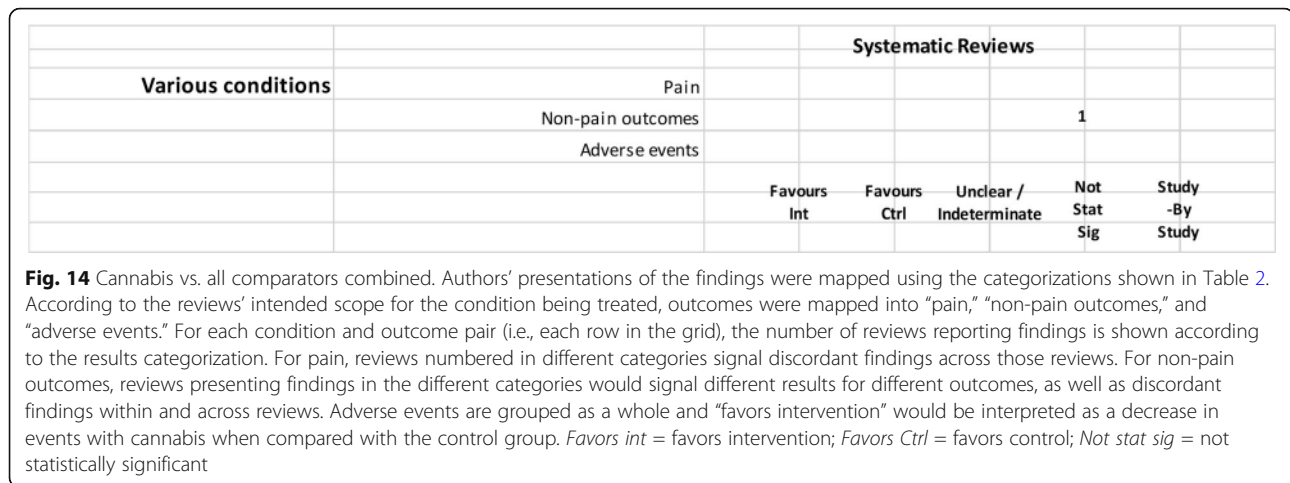 Systematic Reviews
Various conditions Pain
Non-pain outcomes 1
Adverse events
Favours Int Favours Ctrl Unclear / Indeterminate Not Stat Sig Study -By Study
Fig. 14 Cannabis vs. all comparators combined. Authors’ presentations of the findings were mapped using the categorizations shown in Table 2.
According to the reviews’ intended scope for the condition being treated, outcomes were mapped into “pain,” “non-pain outcomes,” and
“adverse events.” For each condition and outcome pair (i.e., each row in the grid), the number of reviews reporting findings is shown according
to the results categorization. For pain, reviews numbered in different categories signal discordant findings across those reviews. For non-pain
outcomes, reviews presenting findings in the different categories would signal different results for different outcomes, as well as discordant
findings within and across reviews. Adverse events are grouped as a whole and “favors intervention” would be interpreted as a decrease in
events with cannabis when compared with the control group. Favors int = favors intervention; Favors Ctrl = favors control; Not stat sig = not
statistically significant